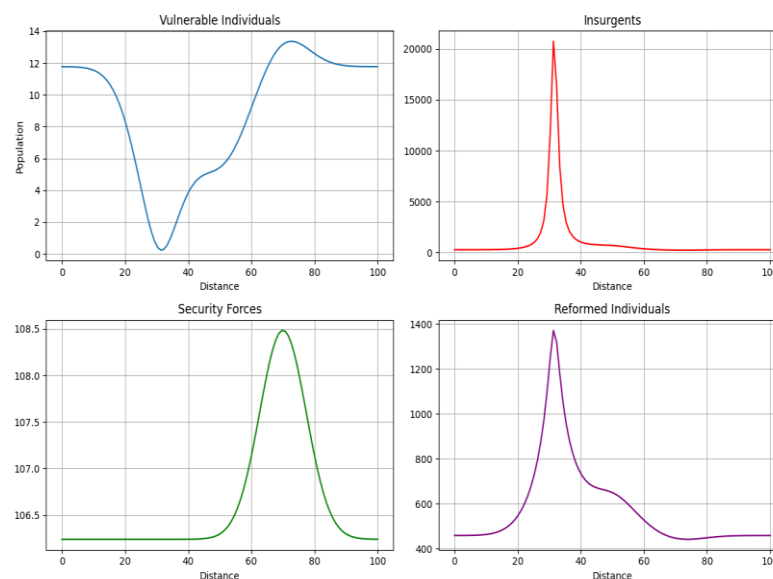 Vulnerable Individuals
14
12
10
8
6
4
2
0
Population
0 20 40 60 80 100
Distance
Insurgents
20000
15000
10000
5000
0
0 20 40 60 80 100
Distance
Security Forces
108.5
108.0
107.5
107.0
106.5
0 20 40 60 80 100
Distance
Reformed Individuals
1400
1200
1000
800
600
400
0 20 40 60 80 100
Distance